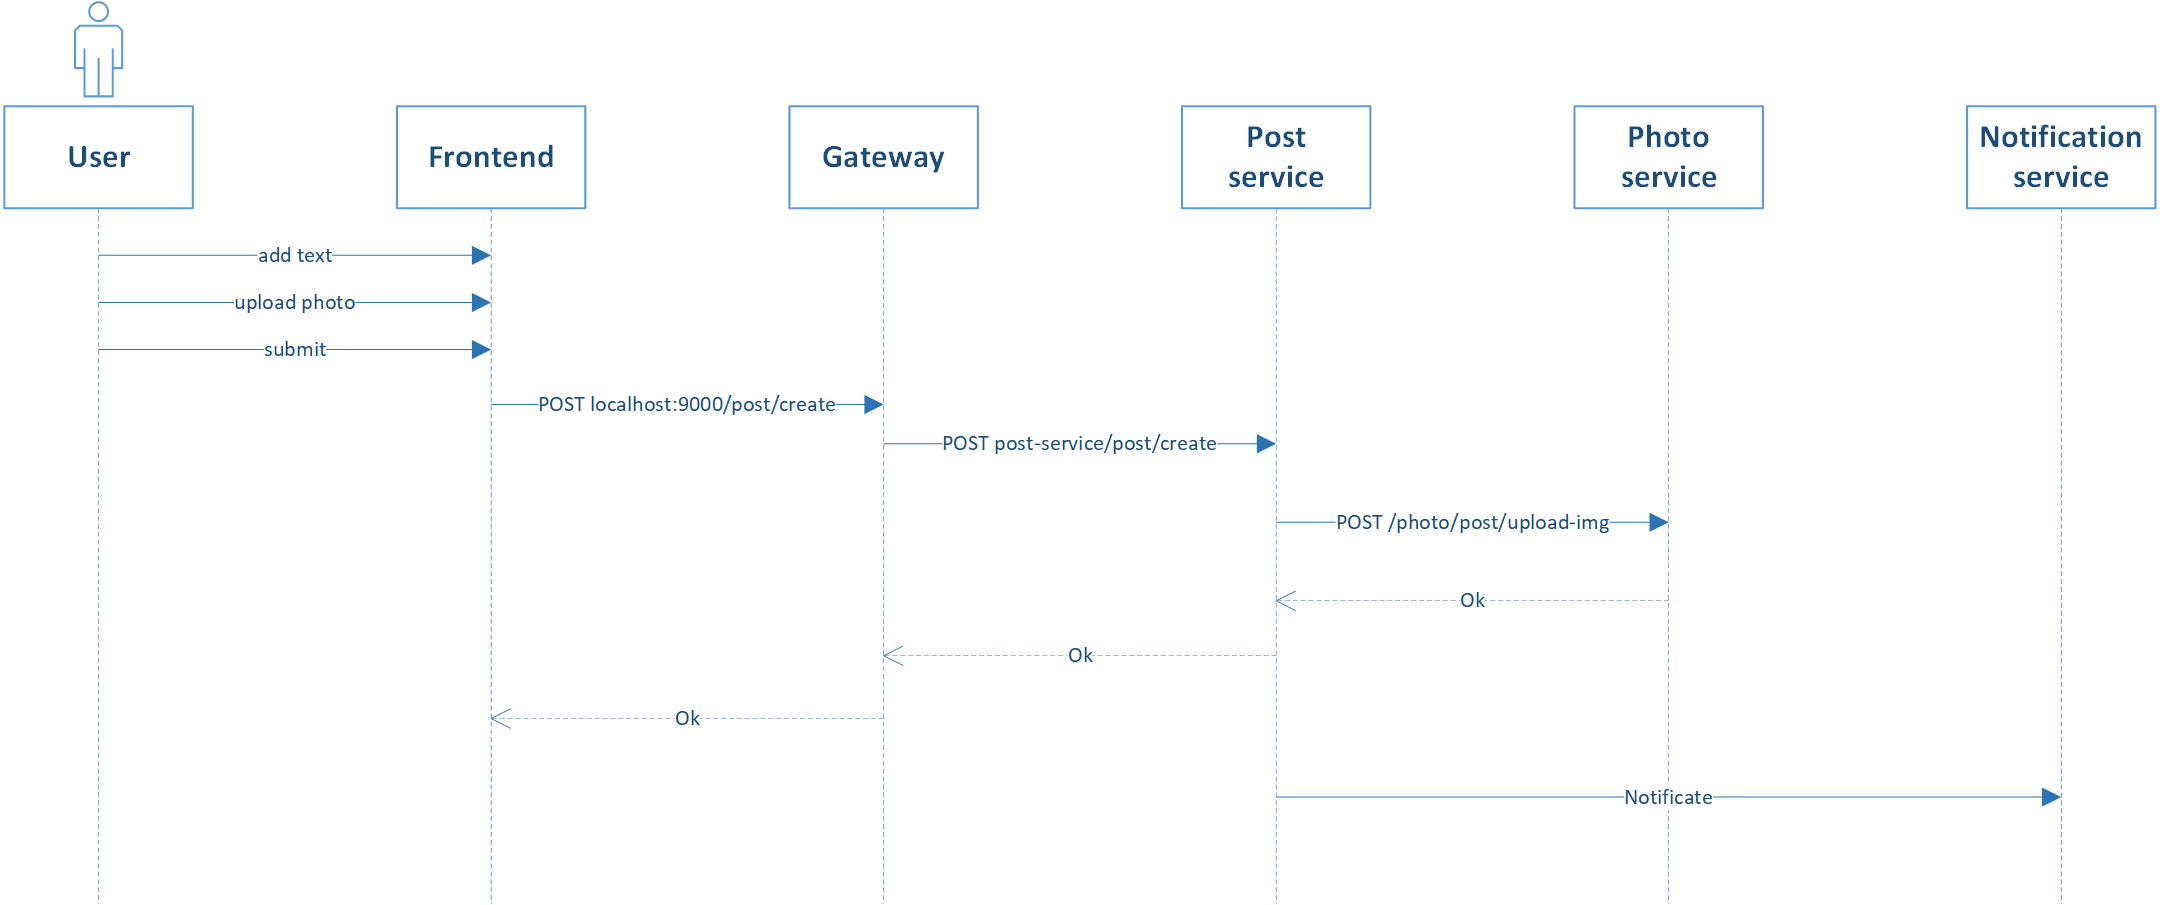 User
Frontend
Gateway
Post
service
Photo
service
Notification
service
add text
upload photo
submit
POST localhost:9000/post/create
POST post-service/post/create
POST /photo/post/upload-img
Ok
Ok
Ok
Notificate